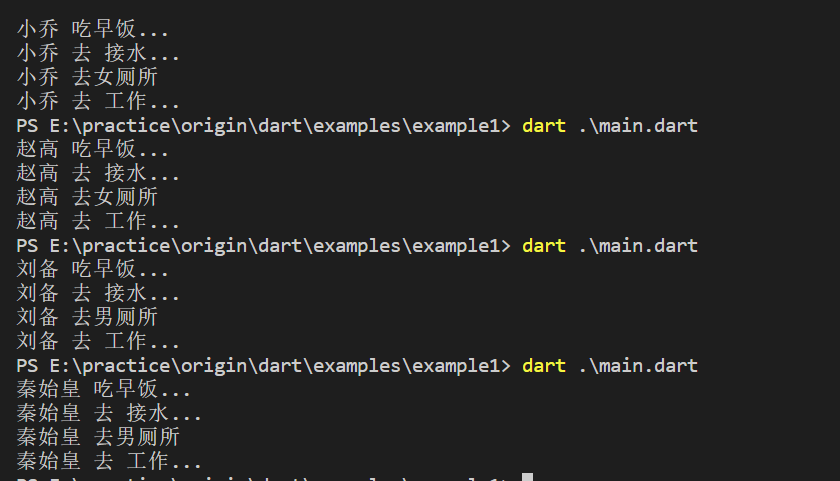 小乔 吃早饭...
小乔 去 接水...
小乔 去女厕所
小乔 去 工作...
PS E:\practice\origin\dart\examples\example1> dart .\main.dart
赵高 吃早饭...
赵高 去 接水...
赵高 去女厕所
赵高 去 工作...
PS E:\practice\origin\dart\examples\example1> dart .\main.dart
刘备 吃早饭...
刘备 去 接水...
刘备 去男厕所
刘备 去 工作...
PS E:\practice\origin\dart\examples\example1> dart .\main.dart
秦始皇 吃早饭...
秦始皇 去 接水...
秦始皇 去男厕所
秦始皇 去 工作...
PS E:\practice\origin\dart\examples\example1>